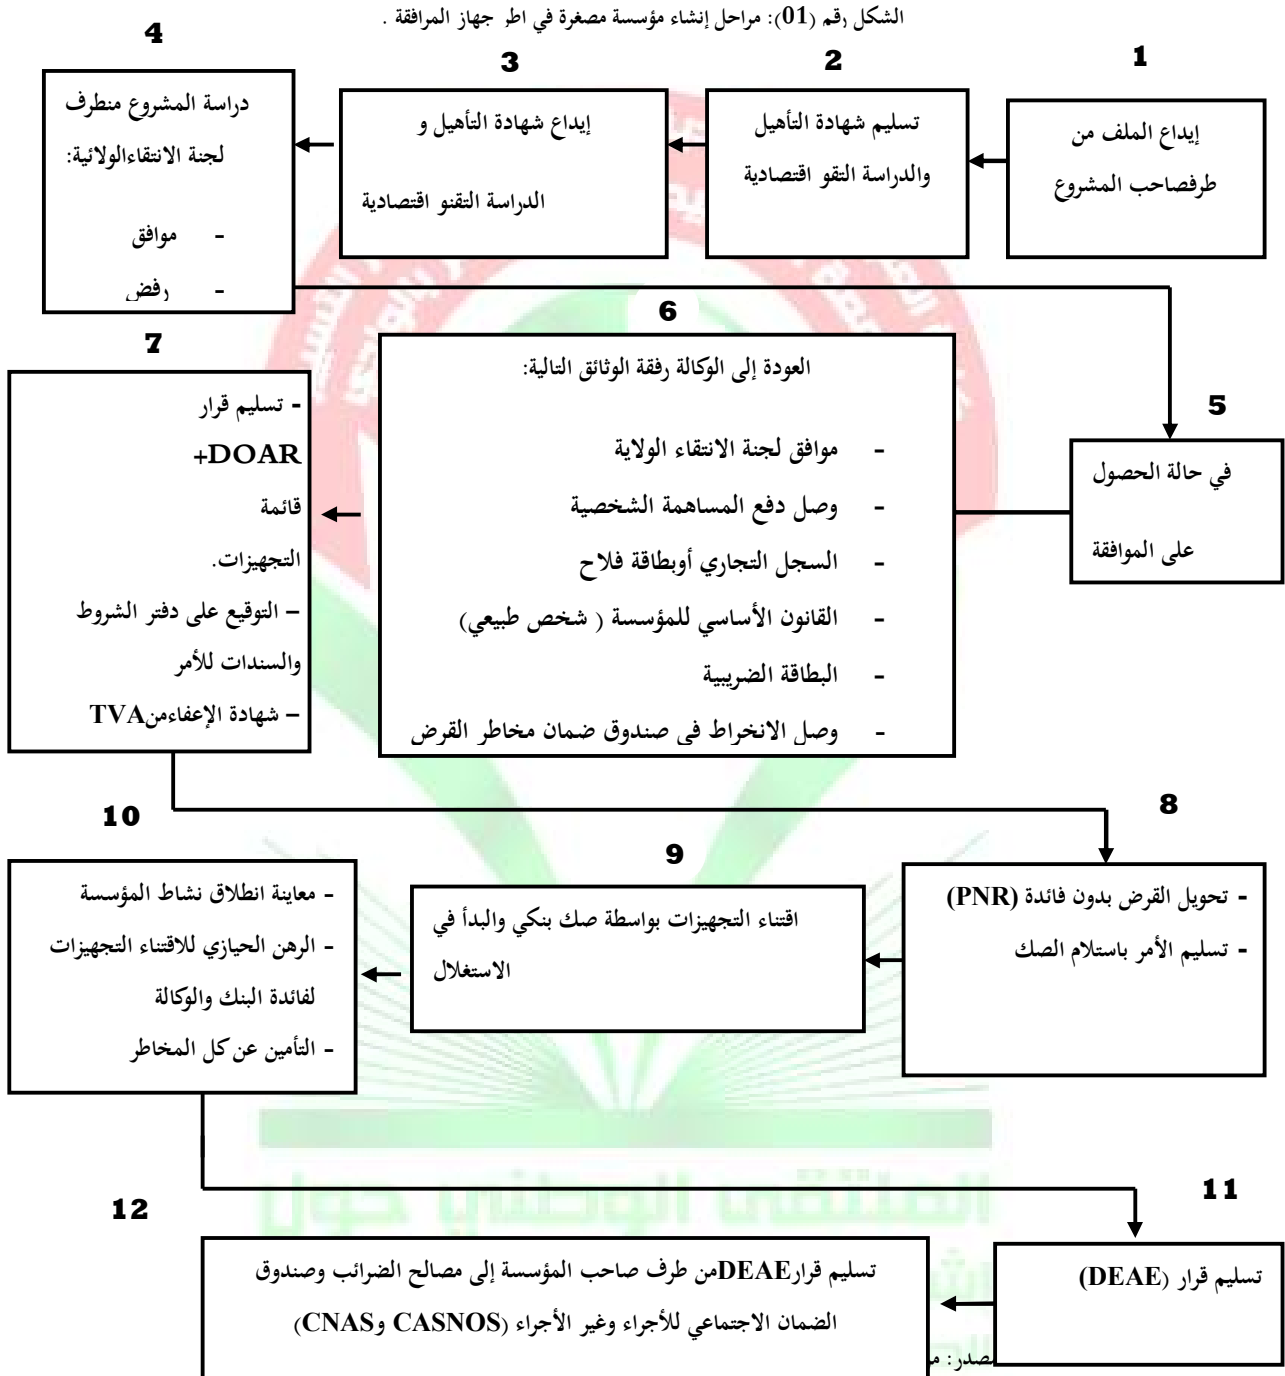 الشكل رقم (01): مراحل إنشاء مؤسسة مصغرة في اطر جهاز المرافقة .
1
إيداع الملف من
طرفصاحب المشروع
2
تسليم شهادة التأهيل
والدراسة التقو اقتصادية
3
إيداع شهادة التأهيل و
الدراسة التقنو اقتصادية
4
دراسة المشروع منطرف
لجنة الانتقاءالولائية:
- موافق
- رفض
5
في حالة الحصول
على الموافقة
6
العودة إلى الوكالة رفقة الوثائق التالية:
- موافق لجنة الانتقاء الولاية
- وصل دفع المساهمة الشخصية
- السجل التجاري أوبطاقة فلاح
- القانون الأساسي للمؤسسة ( شخص طبيعي)
- البطاقة الضريبية
- وصل الانخراط في صندوق ضمان مخاطر القرض
7
- تسليم قرار
DOAR+
قائمة
التجهيزات.
– التوقيع على دفتر الشروط
والسندات للأمر
– شهادة الإعفاءمنTVA
8
- تحويل القرض بدون فائدة (PNR)
- تسليم الأمر باستلام الصك
9
اقتناء التجهيزات بواسطة صك بنكي والبدأ في
الاستغلال
10
- معاينة انطلاق نشاط المؤسسة
- الرهن الحيازي للاقتناء التجهيزات
لفائدة البنك والوكالة
- التأمين عن كل المخاطر
11
تسليم قرار (DEAE)
12
تسليم قرارDEAEمن طرف صاحب المؤسسة إلى مصالح الضرائب وصندوق
الضمان الاجتماعي للأجراء وغير الأجراء (CASNOS وCNAS)
الملتقى الوطني حول